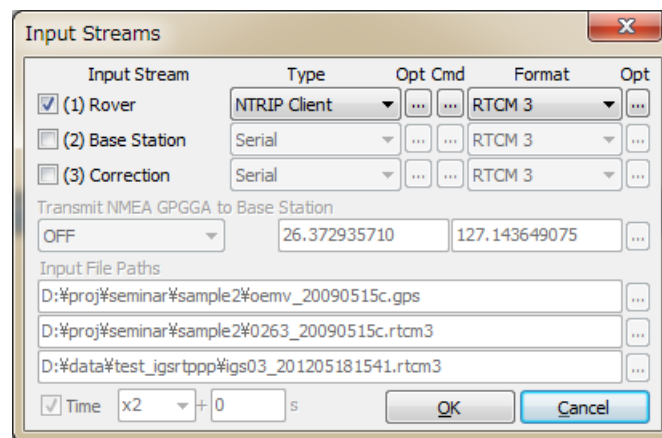 Input Streams
Input Stream Type Opt Cmd Format Opt
(1) Rover NTRIP Client ... ... RTCM 3 ...
(2) Base Station Serial ... ... RTCM 3 ...
(3) Correction Serial ... ... RTCM 3 ...
Transmit NMEA GPGGA to Base Station
OFF 26.372935710 127.143649075 ...
Input File Paths
D:¥proj¥seminar¥sample2¥oemv_20090515c.gps ...
D:¥proj¥seminar¥sample2¥0263_20090515c.rtcm3 ...
D:¥data¥test_igsrtppp¥igs03_201205181541.rtcm3 ...
Time x2 + 0 s OK Cancel